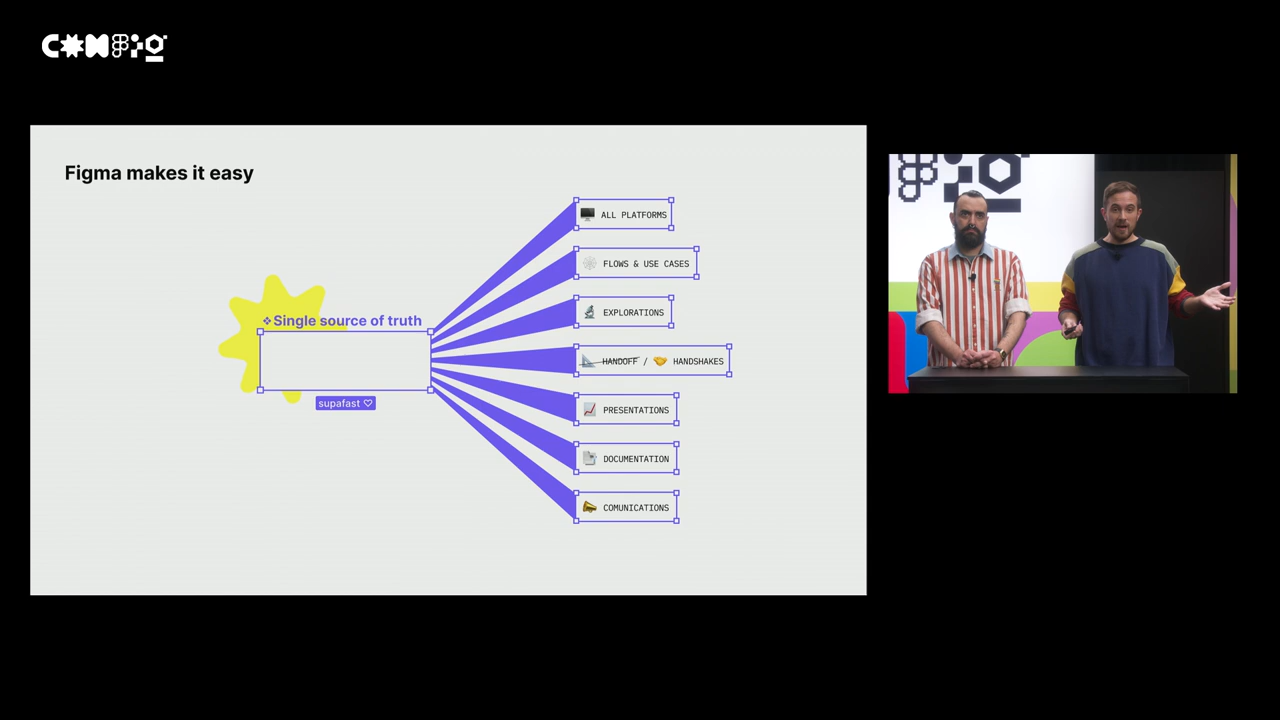 CONFIG
Figma makes it easy
ALL PLATFORMS
FLOWS & USE CASES
EXPLORATIONS
Single source of truth
HANDOFF / HANDSHAKES
supafast ♡
PRESENTATIONS
DOCUMENTATION
COMUNICATIONS